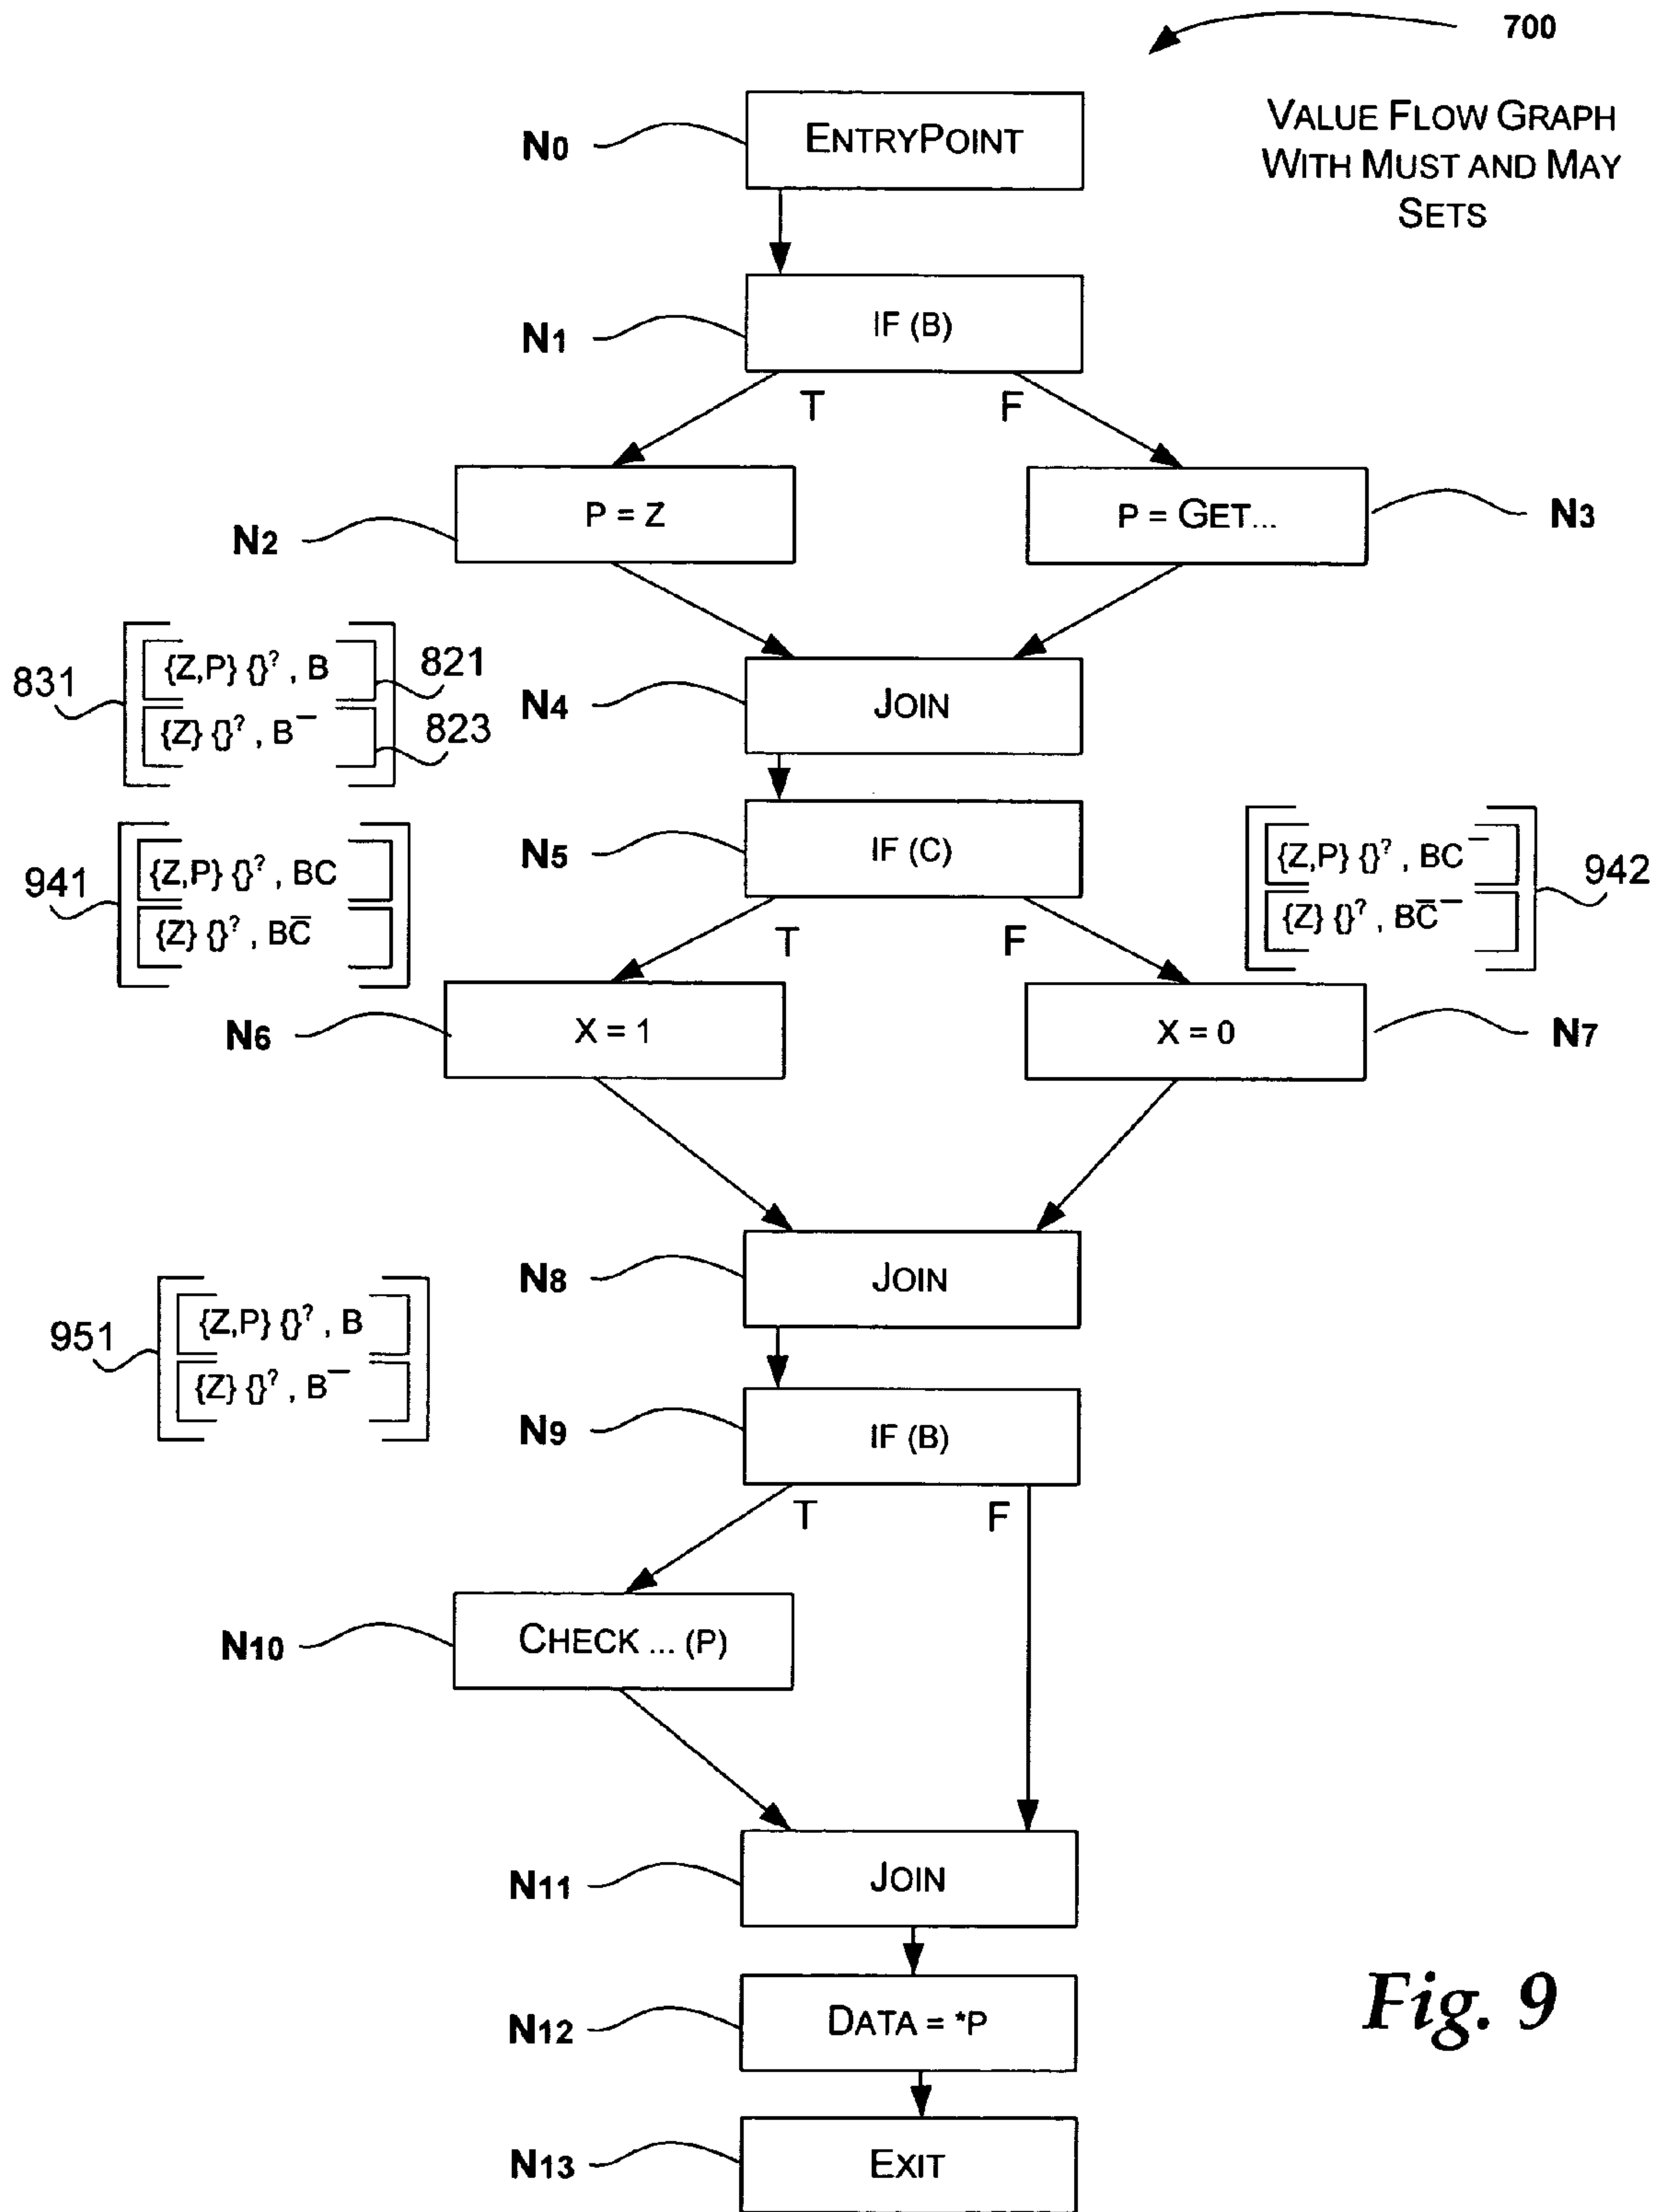 700
VALUE FLOW GRAPH
WITH MUST AND MAY
SETS
N0
ENTRYPOINT
N1
IF (B)
T
F
N2
P = Z
P = GET...
N3
831
{Z,P} {}? , B
821
{Z} {}? , B¯
823
N4
JOIN
N5
IF (C)
941
{Z,P} {}? , BC
{Z} {}? , BC̅
{Z,P} {}? , BC¯
{Z} {}? , BC̅¯
942
T
F
N6
X = 1
X = 0
N7
N8
JOIN
951
{Z,P} {}? , B
{Z} {}? , B¯
N9
IF (B)
T
F
N10
CHECK ... (P)
N11
JOIN
N12
DATA = *P
N13
EXIT
Fig. 9